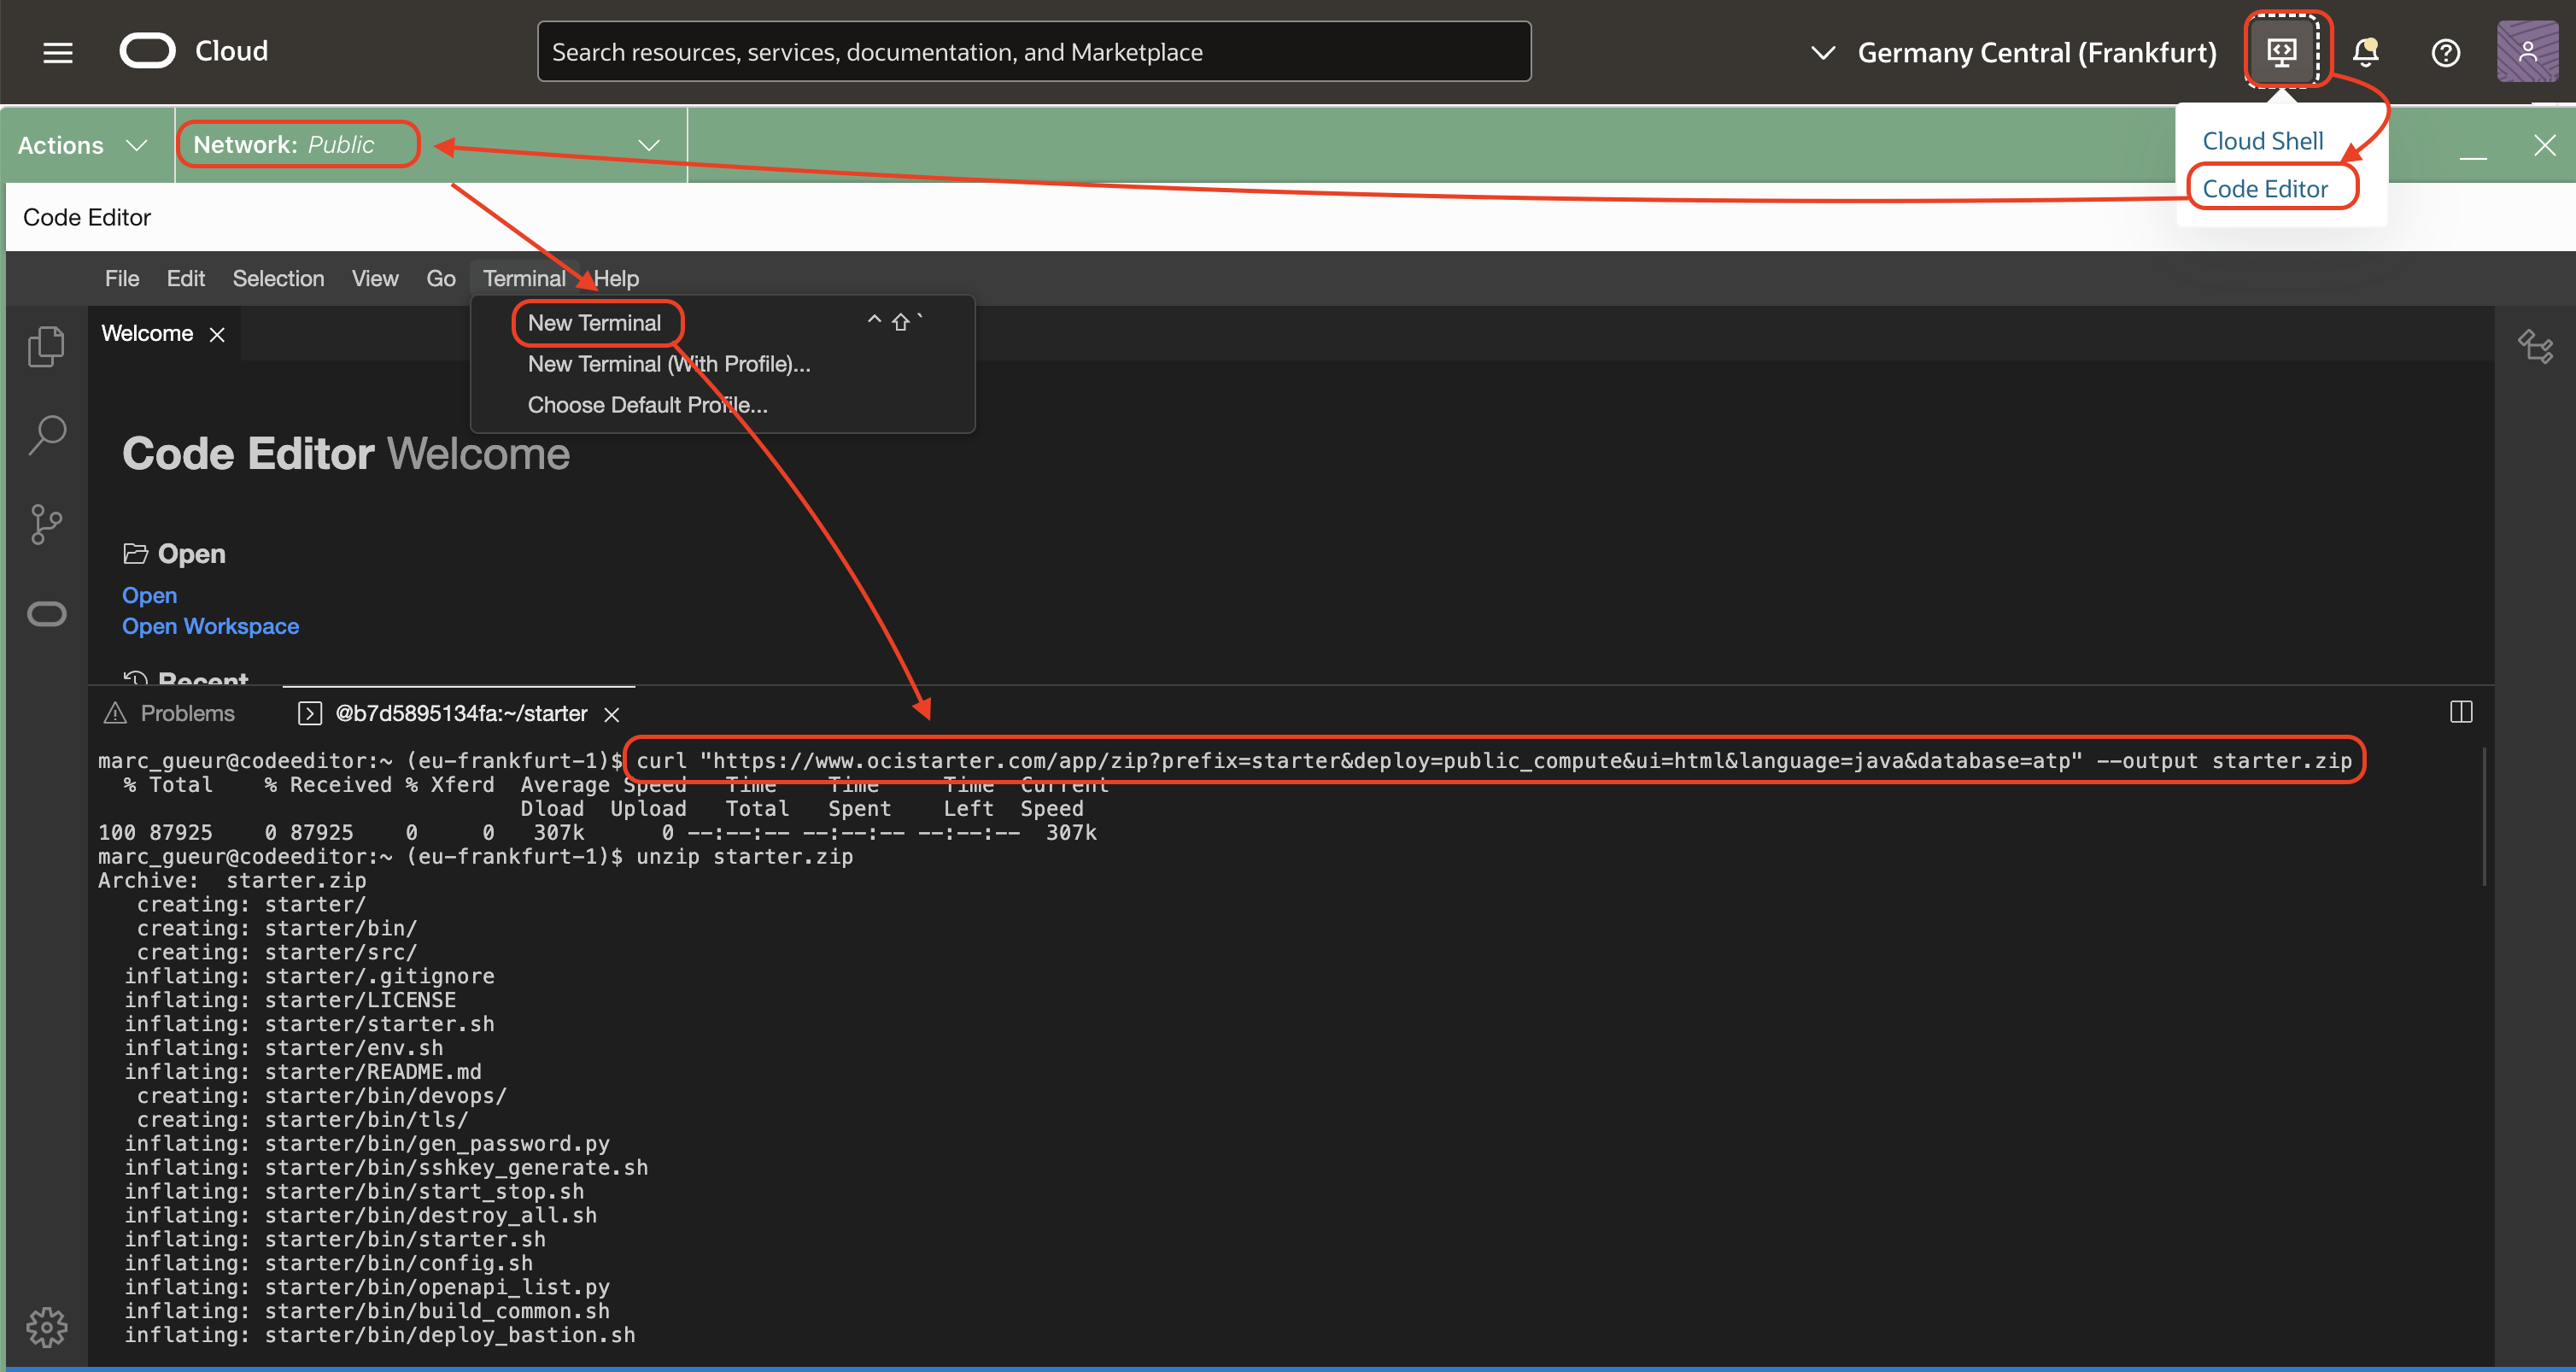 Cloud
Search resources, services, documentation, and Marketplace
Germany Central (Frankfurt)
Cloud Shell
Code Editor
Actions
Network: Public
Code Editor
File Edit Selection View Go Terminal Help
New Terminal ^⇧`
New Terminal (With Profile)...
Choose Default Profile...
Welcome
Code Editor Welcome
Open
Open
Open Workspace
Recent
Problems
@b7d5895134fa:~/starter
marc_gueur@codeeditor:~ (eu-frankfurt-1)$ curl "https://www.ocistarter.com/app/zip?prefix=starter&deploy=public_compute&ui=html&language=java&database=atp" --output starter.zip
% Total % Received % Xferd Average Speed Time Time Time Current
Dload Upload Total Spent Left Speed
100 87925 0 87925 0 0 307k 0 --:--:-- --:--:-- --:--:-- 307k
marc_gueur@codeeditor:~ (eu-frankfurt-1)$ unzip starter.zip
Archive: starter.zip
creating: starter/
creating: starter/bin/
creating: starter/src/
inflating: starter/.gitignore
inflating: starter/LICENSE
inflating: starter/starter.sh
inflating: starter/env.sh
inflating: starter/README.md
creating: starter/bin/devops/
creating: starter/bin/tls/
inflating: starter/bin/gen_password.py
inflating: starter/bin/sshkey_generate.sh
inflating: starter/bin/start_stop.sh
inflating: starter/bin/destroy_all.sh
inflating: starter/bin/starter.sh
inflating: starter/bin/config.sh
inflating: starter/bin/openapi_list.py
inflating: starter/bin/build_common.sh
inflating: starter/bin/deploy_bastion.sh